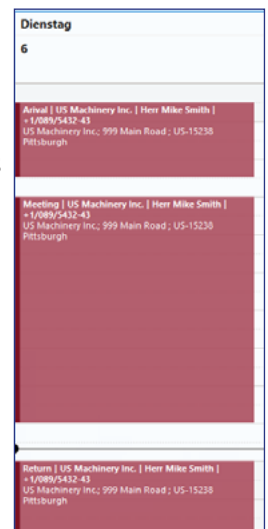 Dienstag
6
Arival | US Machinery Inc. | Herr Mike Smith |
+1/089/5432-43
US Machinery Inc.; 999 Main Road ; US-15238
Pittsburgh
Meeting | US Machinery Inc. | Herr Mike Smith |
+1/089/5432-43
US Machinery Inc.; 999 Main Road ; US-15238
Pittsburgh
Return | US Machinery Inc. | Herr Mike Smith |
+1/089/5432-43
US Machinery Inc.; 999 Main Road ; US-15238
Pittsburgh